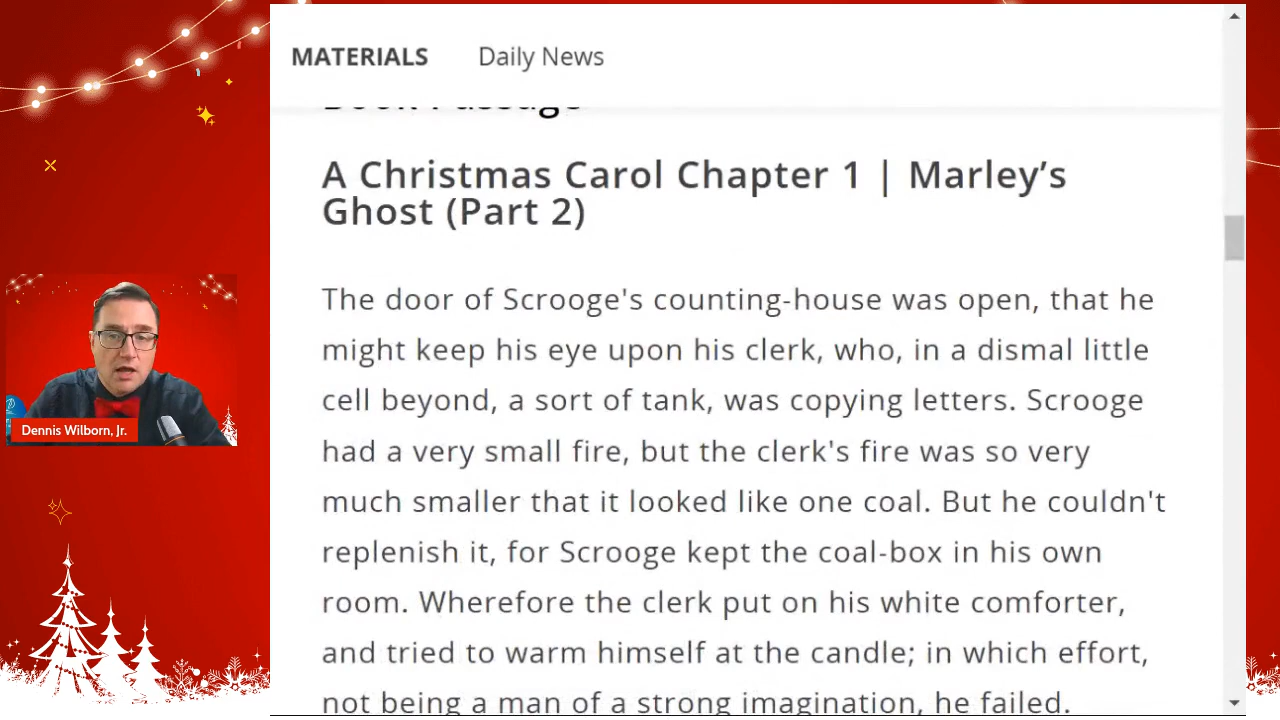 MATERIALS Daily News
Book Passage
A Christmas Carol Chapter 1 | Marley’s
Ghost (Part 2)
The door of Scrooge's counting-house was open, that he
might keep his eye upon his clerk, who, in a dismal little
cell beyond, a sort of tank, was copying letters. Scrooge
had a very small fire, but the clerk's fire was so very
much smaller that it looked like one coal. But he couldn't
replenish it, for Scrooge kept the coal-box in his own
room. Wherefore the clerk put on his white comforter,
and tried to warm himself at the candle; in which effort,
not being a man of a strong imagination, he failed.
Dennis Wilborn, Jr.